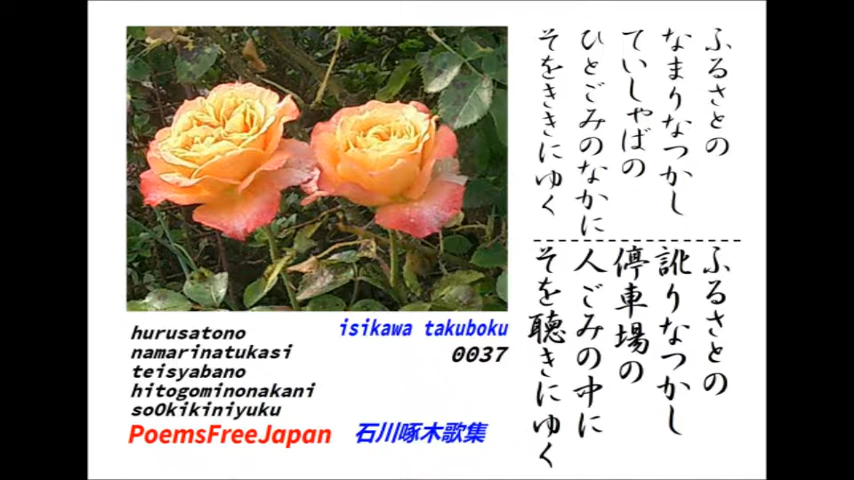 ふるさとの
なまりなつかし
ていしゃばの
ひとごみのなかに
そをききにゆく
ふるさとの
訛りなつかし
停車場の
人ごみの中に
そを聴きにゆく
isikawa takuboku
0037
hurusatono
namarinatukasi
teisyabano
hitogominonakani
soOkikiniyuku
PoemsFreeJapan
石川啄木歌集